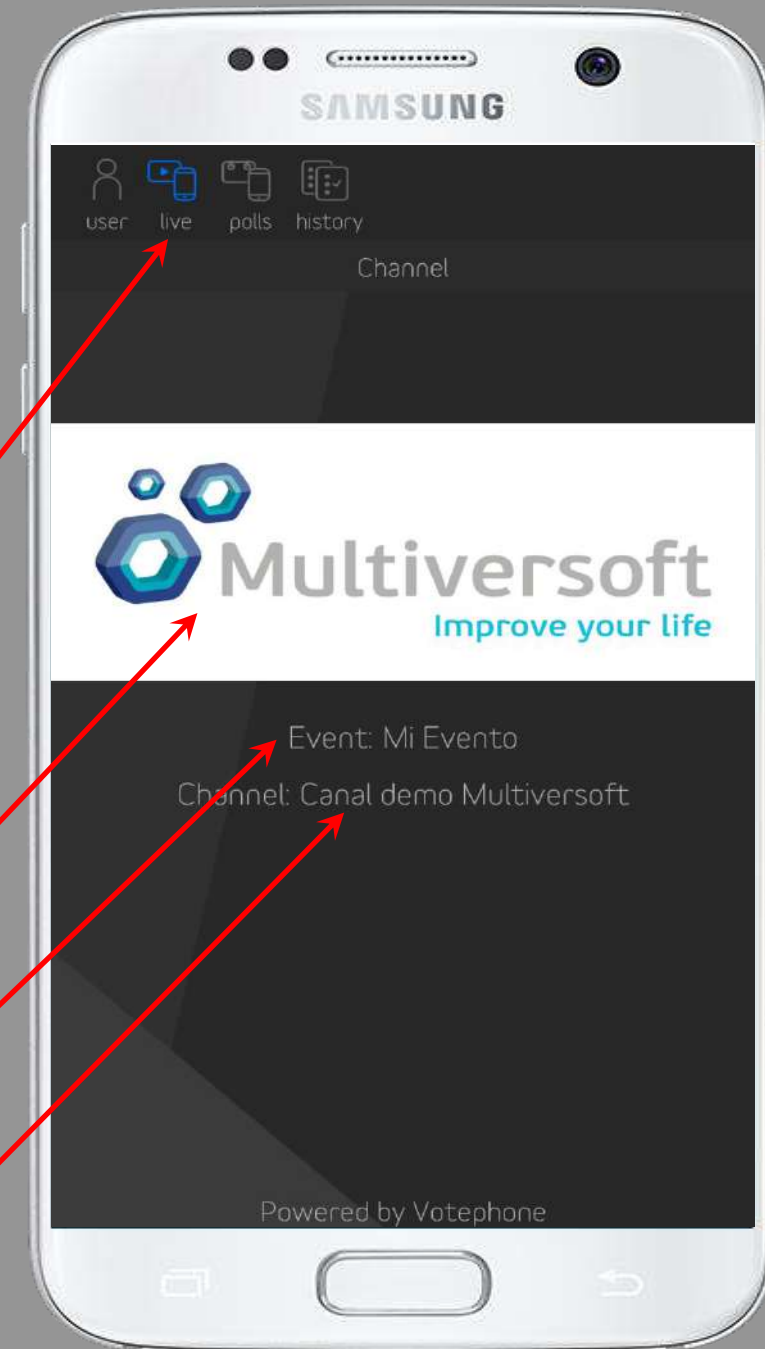 SAMSUNG
user live polls history
Channel
Multiversoft
Improve your life
Event: Mi Evento
Channel: Canal demo Multiversoft
Powered by Votephone